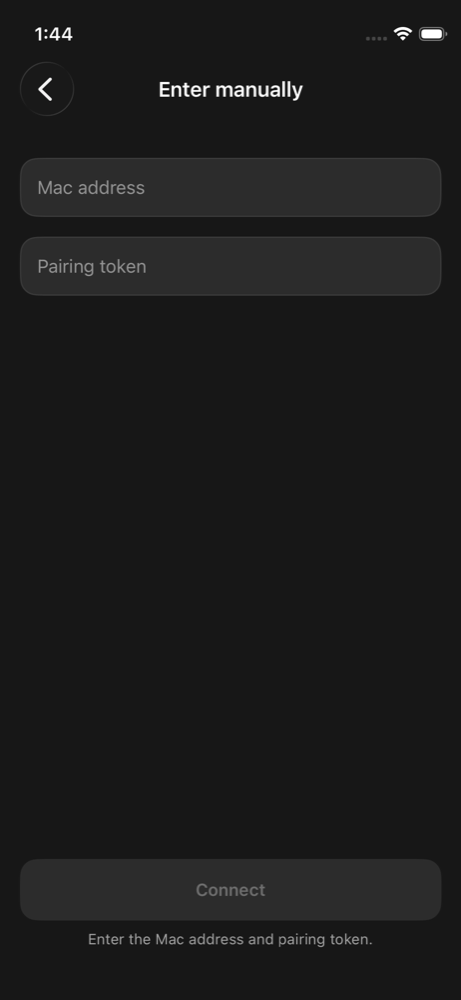 1:44
Enter manually
Mac address
Pairing token
Connect
Enter the Mac address and pairing token.